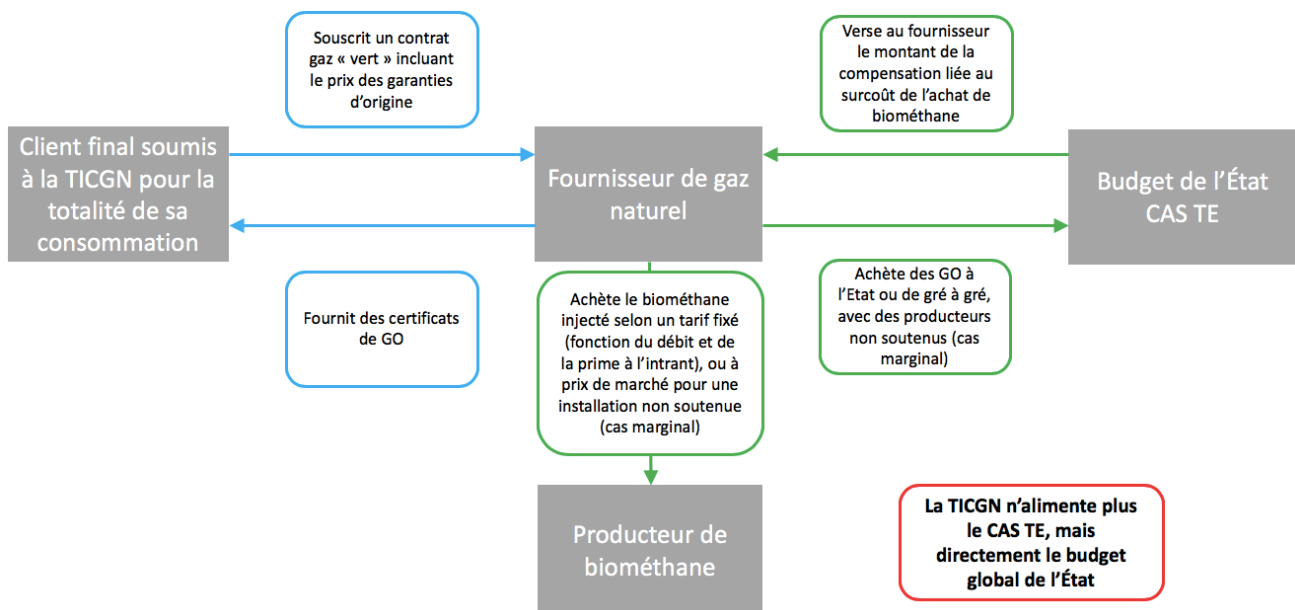 Souscrit un contrat
gaz « vert » incluant
le prix des garanties
d’origine
Verse au fournisseur
le montant de la
compensation liée au
surcoût de l’achat de
biométhane
Client final soumis
à la TICGN pour la
totalité de sa
consommation
Fournisseur de gaz
naturel
Budget de l’État
CAS TE
Fournit des certificats
de GO
Achète le biométhane
injecté selon un tarif fixé
(fonction du débit et de
la prime à l’intrant), ou à
prix de marché pour une
installation non soutenue
(cas marginal)
Achète des GO à
l’Etat ou de gré à gré,
avec des producteurs
non soutenus (cas
marginal)
Producteur de
biométhane
La TICGN n’alimente plus
le CAS TE, mais
directement le budget
global de l’État